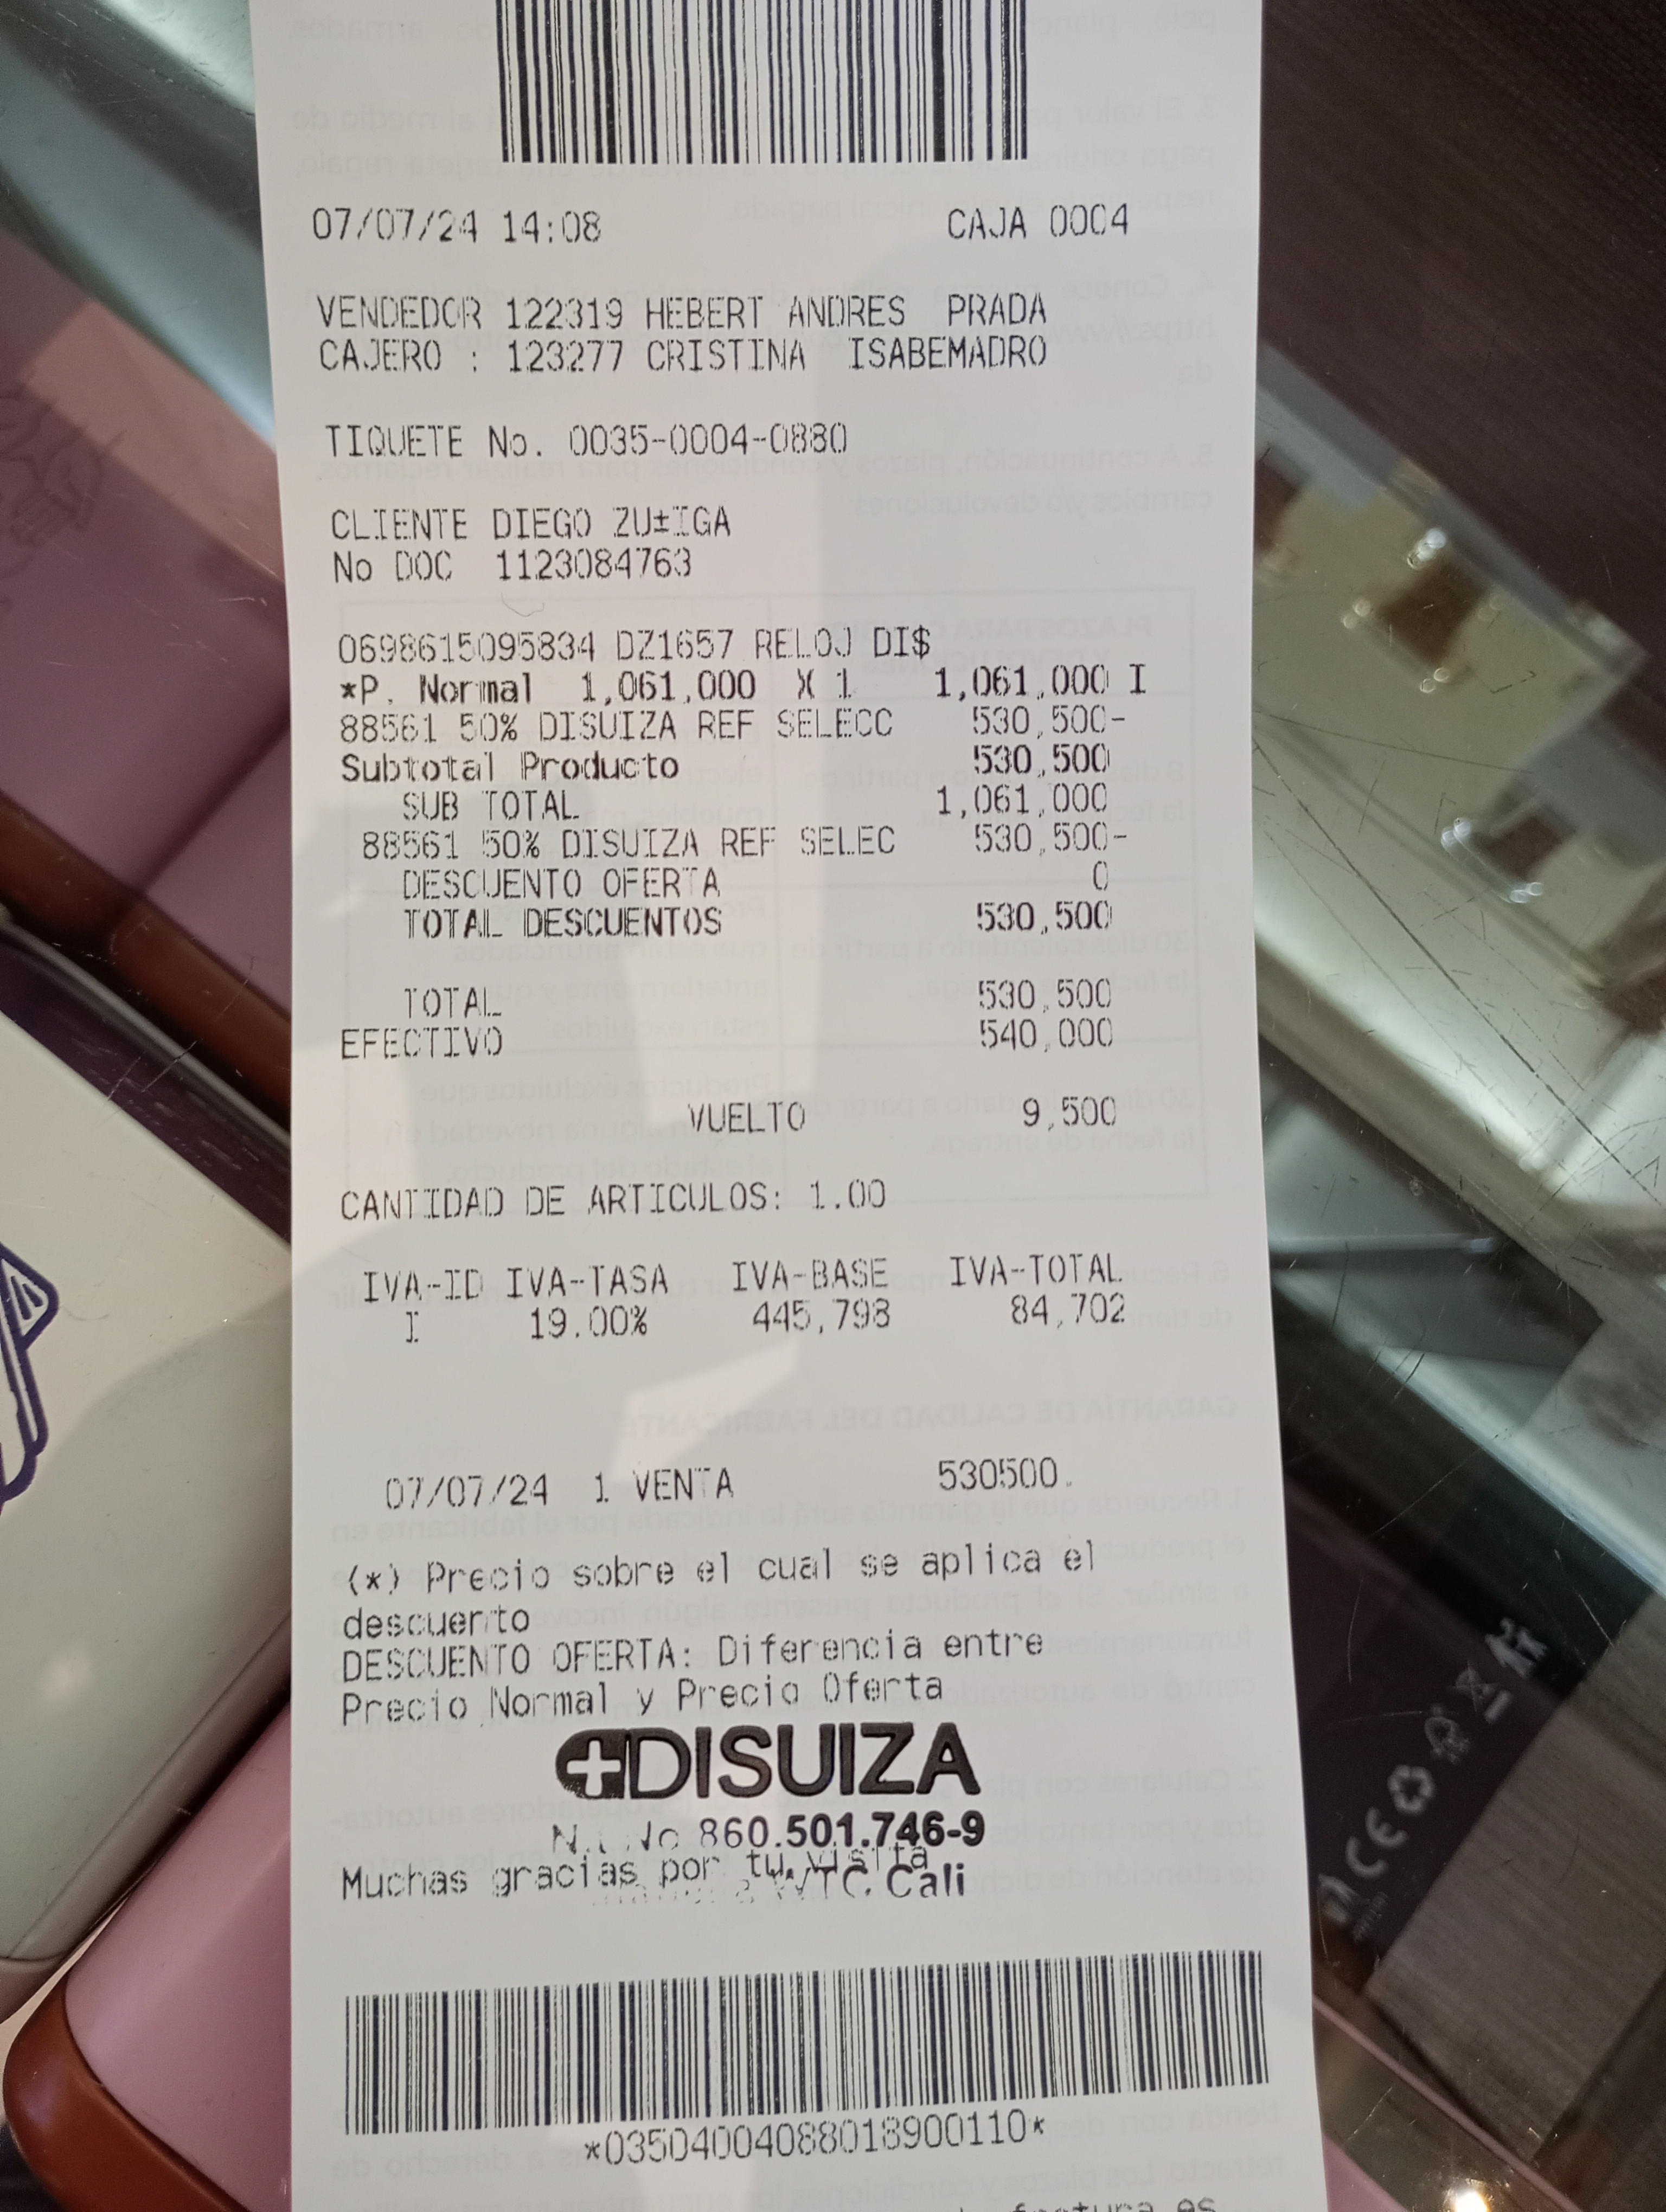 07/07/24 14:08 CAJA 0004
VENDEDOR 122319 HEBERT ANDRES PRADA
CAJERO : 123277 CRISTINA ISABEMADRO
TIQUETE No. 0035-0004-0880
CLIENTE DIEGO ZU±IGA
No DOC 1123084763
0698615095834 DZ1657 RELOJ DI$
*P. Normal 1,061,000 X 1 1,061,000 I
88561 50% DISUIZA REF SELECC 530,500-
Subtotal Producto 530,500
SUB TOTAL 1,061,000
88561 50% DISUIZA REF SELEC 530,500-
DESCUENTO OFERTA 0
TOTAL DESCUENTOS 530,500
TOTAL 530,500
EFECTIVO 540,000
VUELTO 9,500
CANTIDAD DE ARTICULOS: 1.00
IVA-ID IVA-TASA IVA-BASE IVA-TOTAL
I 19.00% 445,798 84,702
07/07/24 1 VENTA 530500.
(*) Precio sobre el cual se aplica el
descuento
DESCUENTO OFERTA: Diferencia entre
Precio Normal y Precio Oferta
DISUIZA
860.501.746-9
Muchas gracias por tu visita
WTC. Cali
*03504004088018900110*
factura es
CE